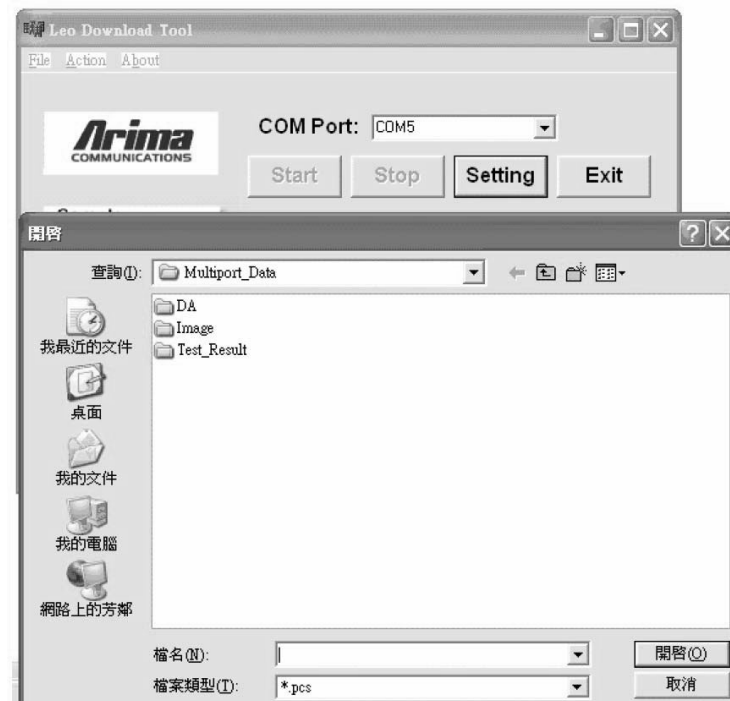 Leo Download Tool
File Action About
Arima
COMMUNICATIONS
COM Port: COM5
Start Stop Setting Exit
開啓
查詢(I): Multiport_Data
DA
Image
Test_Result
我最近的文件
桌面
我的文件
我的電腦
網路上的芳鄰
檔名(N): 開啓(O)
檔案類型(T): *.pcs 取消